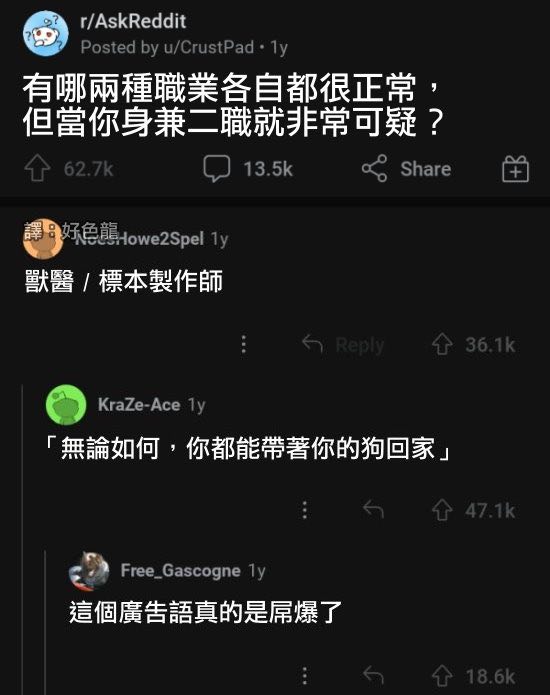 r/AskReddit
Posted by u/CrustPad • 1y
有哪兩種職業各自都很正常，
但當你身兼二職就非常可疑？
62.7k 13.5k Share
譯：好色龍
Howe2Spel 1y
獸醫 / 標本製作師
Reply 36.1k
KraZe-Ace 1y
「無論如何，你都能帶著你的狗回家」
47.1k
Free_Gascogne 1y
這個廣告語真的是屌爆了
18.6k